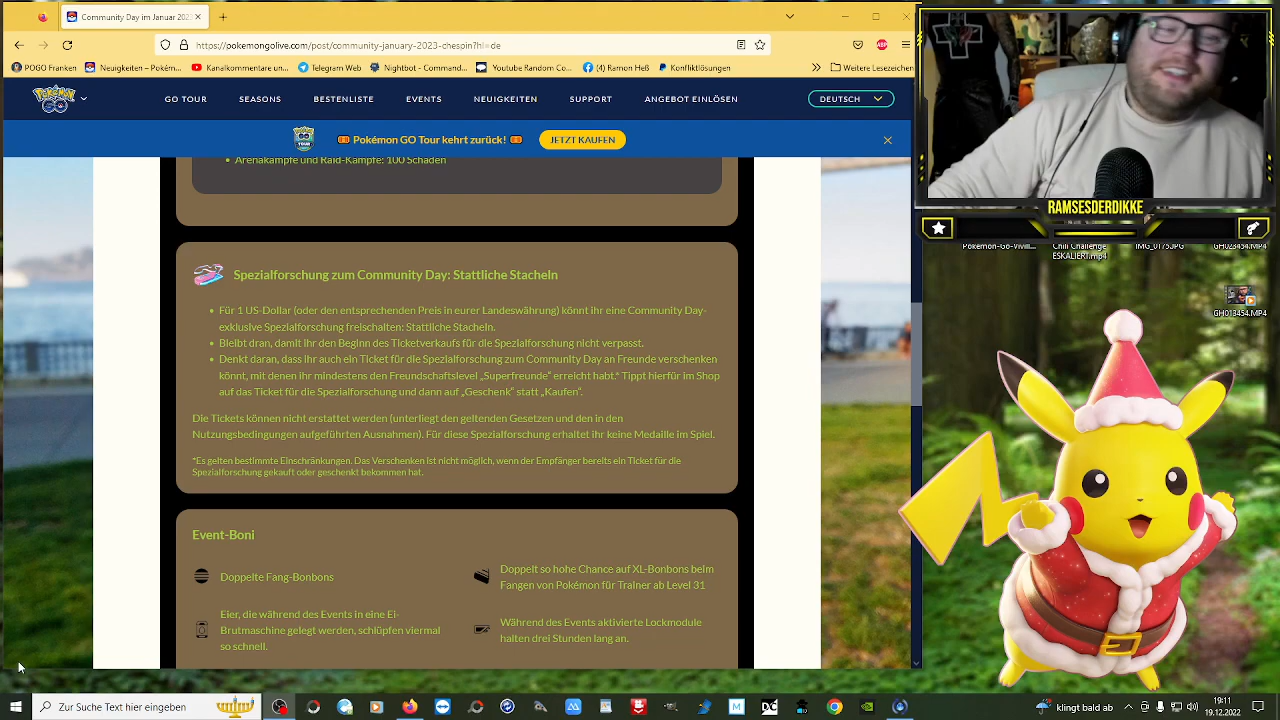 Community Day im Januar 2023
https://pokemongolive.com/post/community-january-2023-chespin?hl=de
POGO Franken
Neuigkeiten – Pokém...
kachelmannwetter.co...
Telegram Web
Nightbot - Command...
(4) Ramon Heß
Konfliktlösungen
Weitere Lesezeichen
GO TOUR
SEASONS
BESTENLISTE
EVENTS
NEUIGKEITEN
SUPPORT
ANGEBOT EINLÖSEN
DEUTSCH
Pokémon GO Tour kehrt zurück!
JETZT KAUFEN
Arenakämpfe und Raid-Kämpfe: 100 Schaden
Spezialforschung zum Community Day: Stattliche Stacheln
Für 1 US-Dollar (oder den entsprechenden Preis in eurer Landeswährung) könnt ihr eine Community Day-
exklusive Spezialforschung freischalten: Stattliche Stacheln.
Bleibt dran, damit ihr den Beginn des Ticketverkaufs für die Spezialforschung nicht verpasst.
Denkt daran, dass ihr auch ein Ticket für die Spezialforschung zum Community Day an Freunde verschenken
könnt, mit denen ihr mindestens den Freundschaftslevel „Superfreunde“ erreicht habt.* Tippt hierfür im Shop
auf das Ticket für die Spezialforschung und dann auf „Geschenk“ statt „Kaufen“.
Die Tickets können nicht erstattet werden (unterliegt den geltenden Gesetzen und den in den
Nutzungsbedingungen aufgeführten Ausnahmen). Für diese Spezialforschung erhaltet ihr keine Medaille im Spiel.
*Es gelten bestimmte Einschränkungen. Das Verschenken ist nicht möglich, wenn der Empfänger bereits ein Ticket für die
Spezialforschung gekauft oder geschenkt bekommen hat.
Event-Boni
Doppelte Fang-Bonbons
Doppelt so hohe Chance auf XL-Bonbons beim
Fangen von Pokémon für Trainer ab Level 31
Eier, die während des Events in eine Ei-
Brutmaschine gelegt werden, schlüpfen viermal
so schnell.
Während des Events aktivierte Lockmodule
halten drei Stunden lang an.
RAMSESDERDIKKE
Chili Challenge
ESKALIERT.mp4
IMG_0175.JPG
GH023454.MP4
GH013454.MP4
Zur Suche Text hier eingeben
klingt bald ab
19:11
19.12.2022